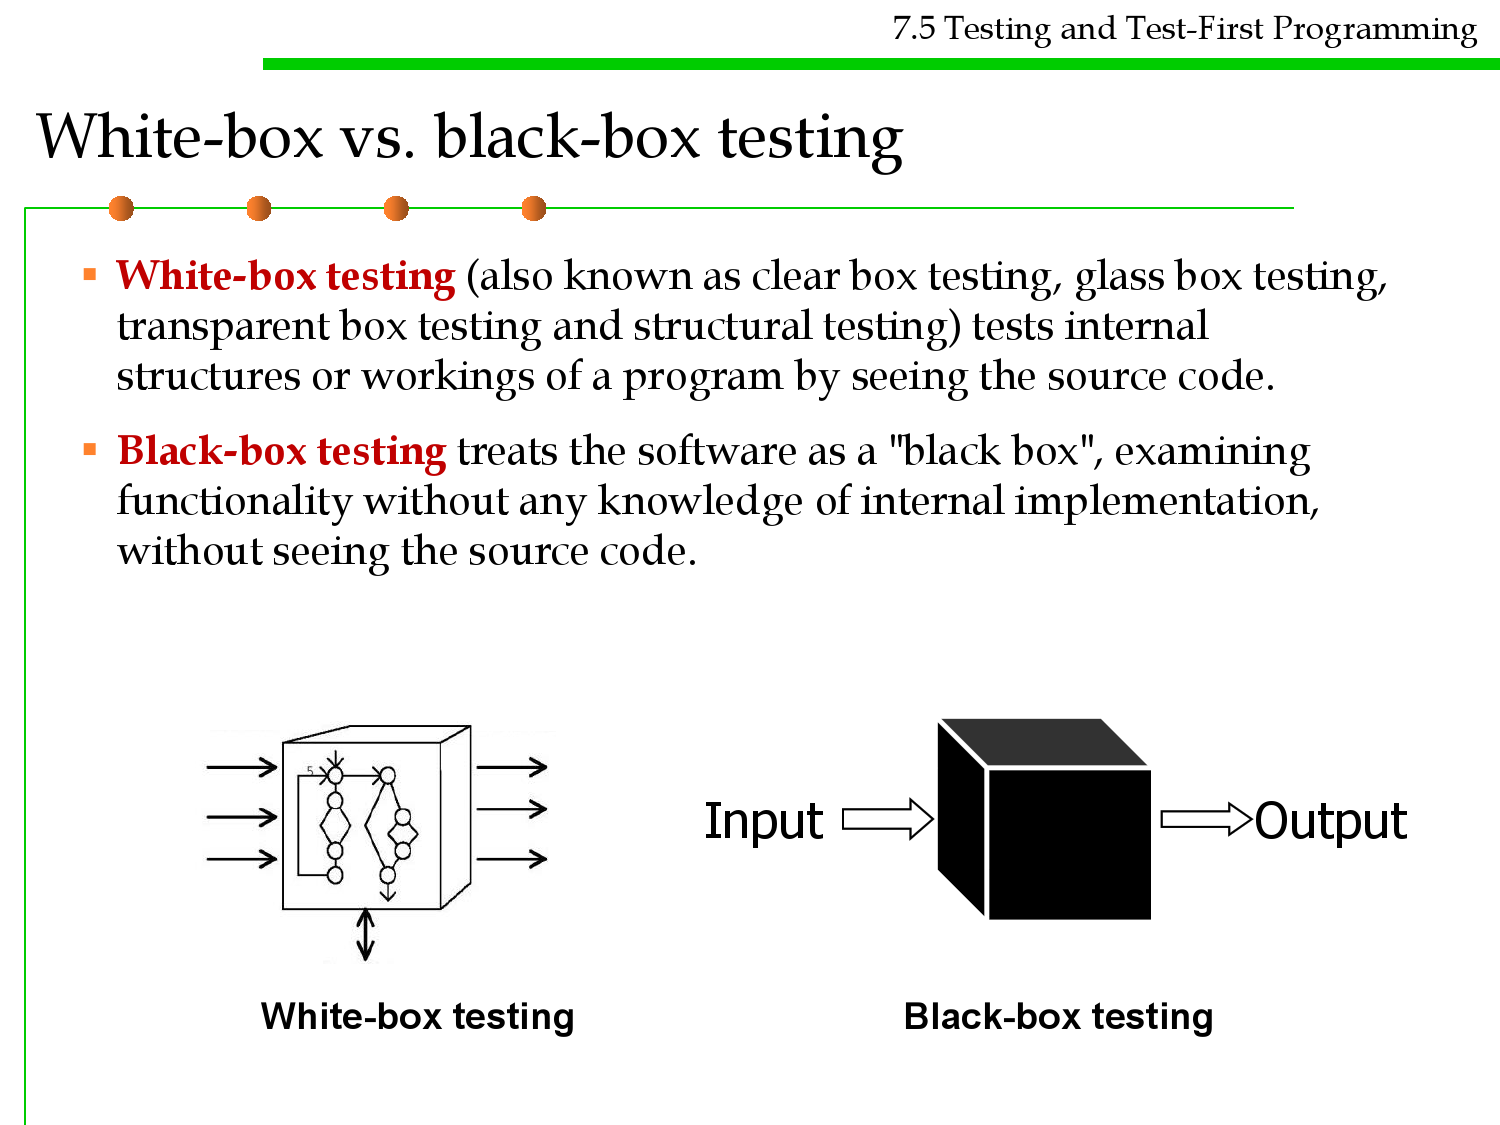 7.5 Testing and Test-First Programming
White-box vs. black-box testing
▪ White-box testing (also known as clear box testing, glass box testing,
transparent box testing and structural testing) tests internal
structures or workings of a program by seeing the source code.
▪ Black-box testing treats the software as a "black box", examining
functionality without any knowledge of internal implementation,
without seeing the source code.
5
Input
Output
White-box testing
Black-box testing